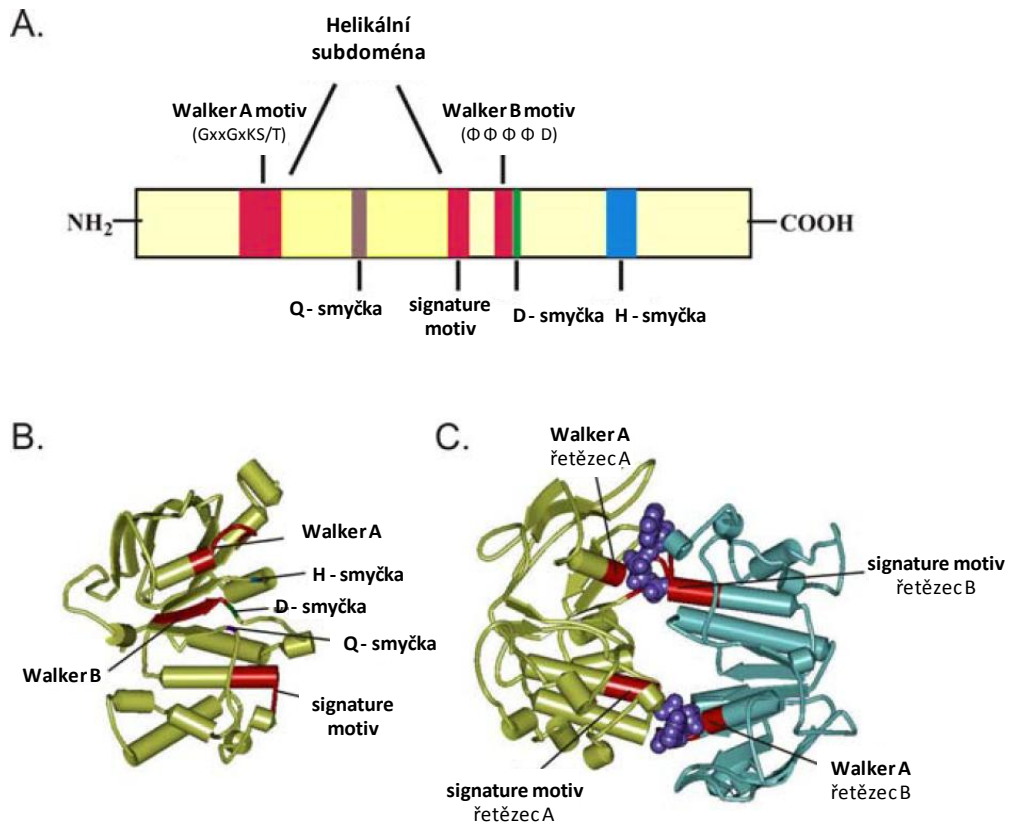 A.
Helikální
subdoména
Walker A motiv
(GxxGxKS/T)
Walker B motiv
(Φ Φ Φ Φ D)
NH2
COOH
Q - smyčka
signature
motiv
D - smyčka
H - smyčka
B.
Walker A
H - smyčka
D - smyčka
Q - smyčka
Walker B
signature
motiv
C.
Walker A
řetězec A
signature motiv
řetězec B
signature motiv
řetězec A
Walker A
řetězec B